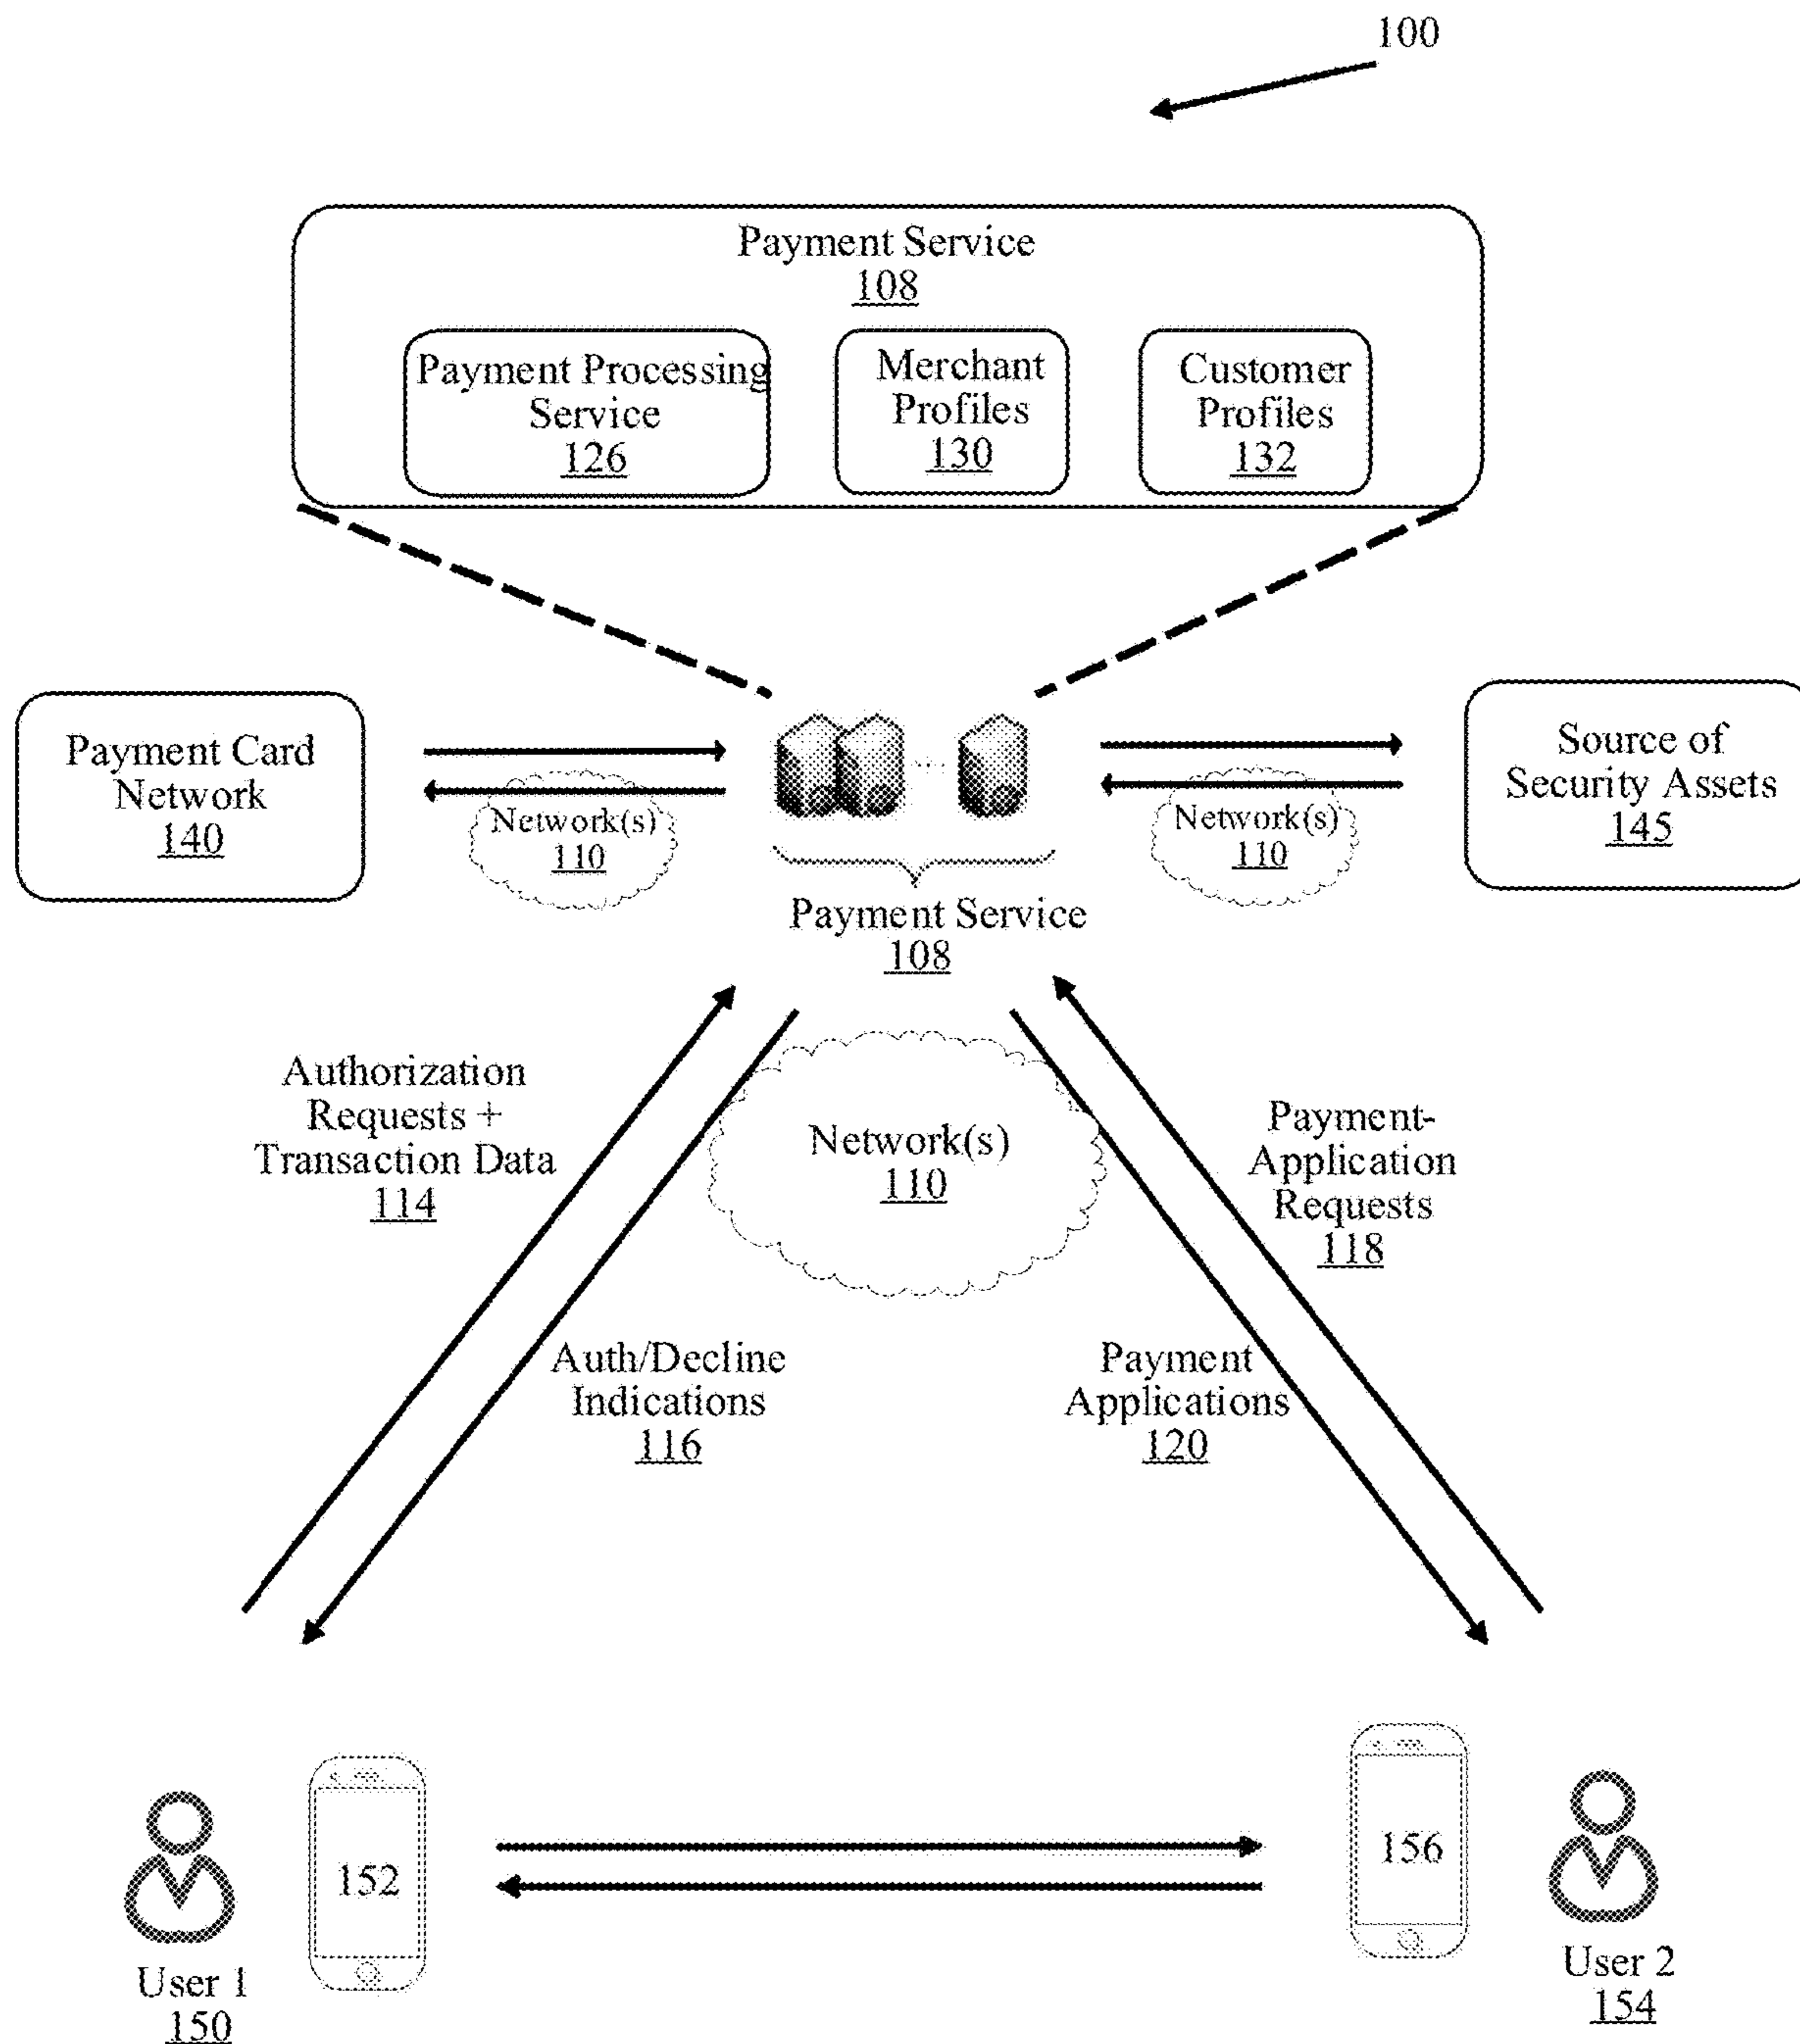 100
Payment Service
108
Payment Processing
Service
126
Merchant
Profiles
130
Customer
Profiles
132
Payment Card
Network
140
Network(s)
110
Payment Service
108
Network(s)
110
Source of
Security Assets
145
Authorization
Requests +
Transaction Data
114
Network(s)
110
Payment-
Application
Requests
118
Auth/Decline
Indications
116
Payment
Applications
120
152
User 1
150
156
User 2
154